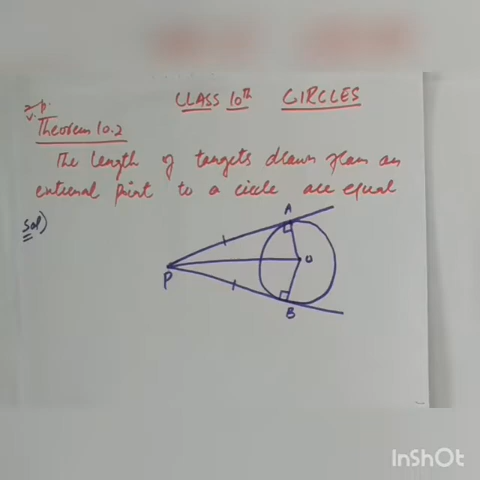 CLASS 10th CIRCLES
v.
Theorem 10.2
The length of tangets drawn from an
external point to a circle are equal
Sol)
A
O
P
B
InShOt